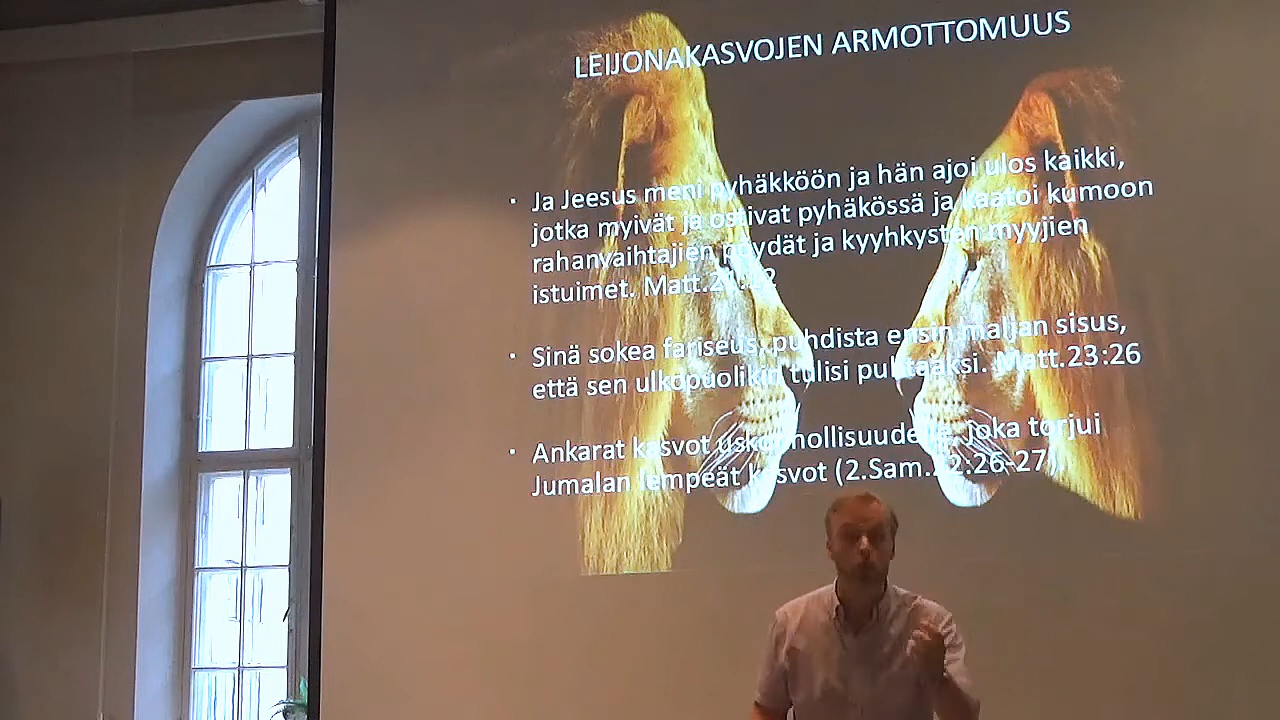 LEIJONAKASVOJEN ARMOTTOMUUS
· Ja Jeesus meni pyhäkköön ja hän ajoi ulos kaikki,
jotka myivät ja ostivat pyhäkössä ja kaatoi kumoon
rahanvaihtajien pöydät ja kyyhkysten myyjien
istuimet. Matt.21:12
· Sinä sokea fariseus, puhdista ensin maljan sisus,
että sen ulkopuolikin tulisi puhtaaksi. Matt.23:26
· Ankarat kasvot uskonnollisuudelle, joka torjui
Jumalan lempeät kasvot (2.Sam.22:26-27)